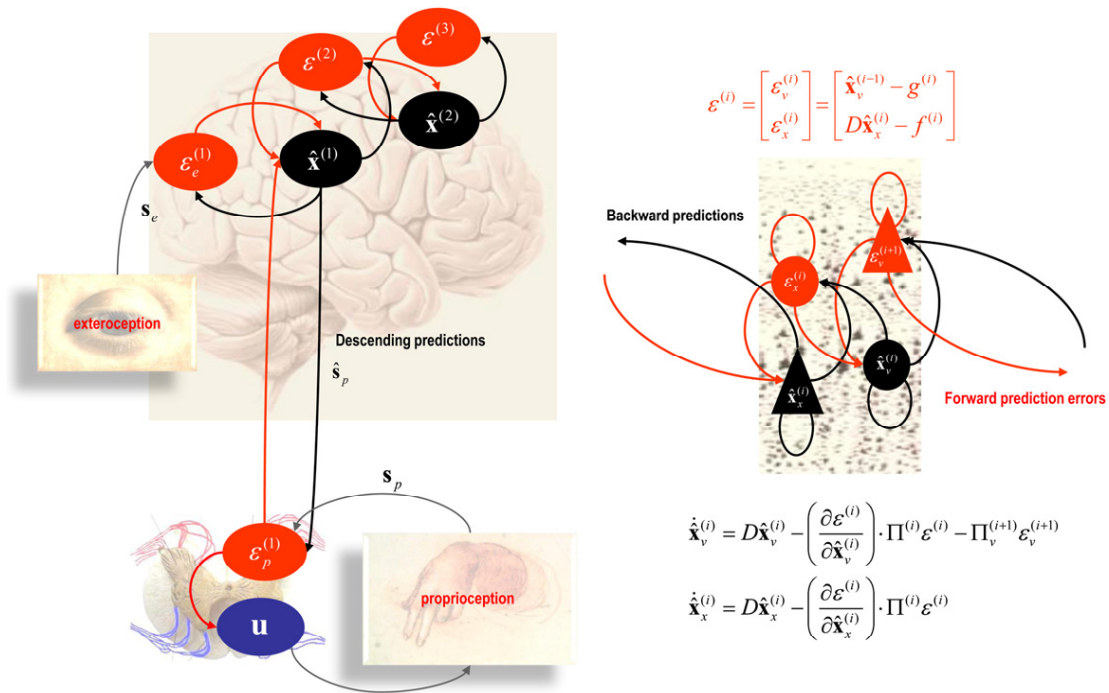 ε^{(3)}
ε^{(2)}
x̂^{(2)}
ε_e^{(1)}
x̂^{(1)}
s_e
exteroception
Descending predictions
ŝ_p
s_p
ε_p^{(1)}
proprioception
u
ε^{(i)} = [ε_v^{(i)} ; ε_x^{(i)}] = [x̂_v^{(i-1)} − g^{(i)} ; Dx̂_x^{(i)} − f^{(i)}]
Backward predictions
ε_v^{(i+1)}
ε_x^{(i)}
x̂_v^{(i)}
x̂_x^{(i)}
Forward prediction errors
ẋ̂_v^{(i)} = Dx̂_v^{(i)} − (∂ε^{(i)}/∂x̂_v^{(i)}) · Π^{(i)}ε^{(i)} − Π_v^{(i+1)}ε_v^{(i+1)}
ẋ̂_x^{(i)} = Dx̂_x^{(i)} − (∂ε^{(i)}/∂x̂_x^{(i)}) · Π^{(i)}ε^{(i)}